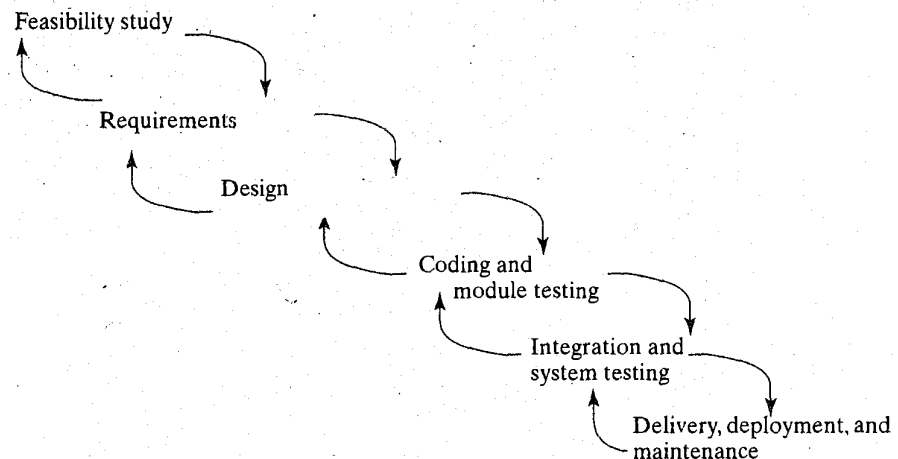 Feasibility study
Requirements
Design
Coding and
module testing
Integration and
system testing
Delivery, deployment, and
maintenance